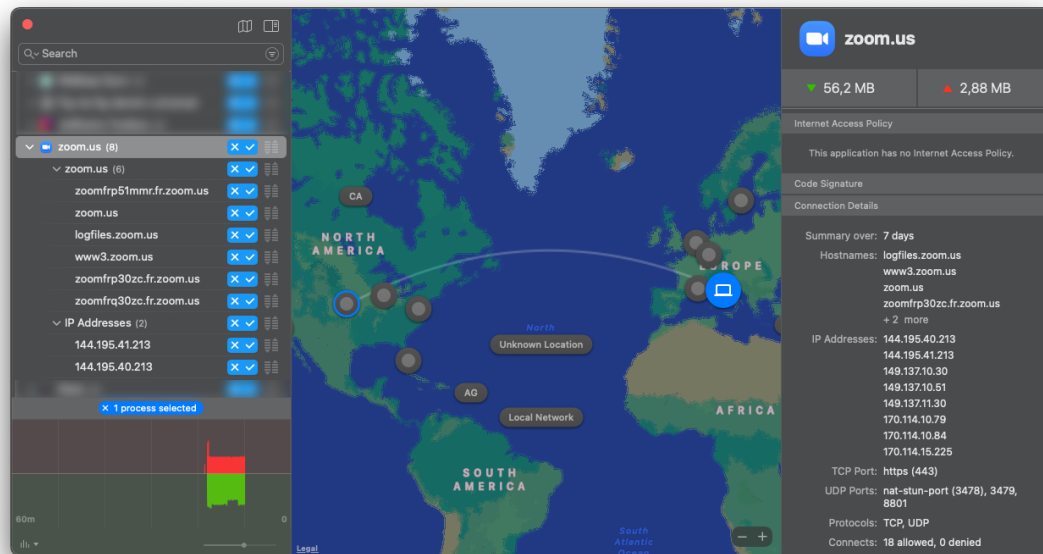 Search
zoom.us (8)
zoom.us (6)
zoomfrp51mmr.fr.zoom.us
zoom.us
logfiles.zoom.us
www3.zoom.us
zoomfrp30zc.fr.zoom.us
zoomfrq30zc.fr.zoom.us
IP Addresses (2)
144.195.41.213
144.195.40.213
1 process selected
60m
0
CA
NORTH
AMERICA
EUROPE
North
Unknown Location
AG
Local Network
AFRICA
SOUTH
AMERICA
South
Atlantic
Ocean
Legal
zoom.us
56,2 MB
2,88 MB
Internet Access Policy
This application has no Internet Access Policy.
Code Signature
Connection Details
Summary over: 7 days
Hostnames: logfiles.zoom.us
www3.zoom.us
zoom.us
zoomfrp30zc.fr.zoom.us
+ 2 more
IP Addresses: 144.195.40.213
144.195.41.213
149.137.10.30
149.137.10.51
149.137.11.30
170.114.10.79
170.114.10.84
170.114.15.225
TCP Port: https (443)
UDP Ports: nat-stun-port (3478), 3479,
8801
Protocols: TCP, UDP
Connects: 18 allowed, 0 denied